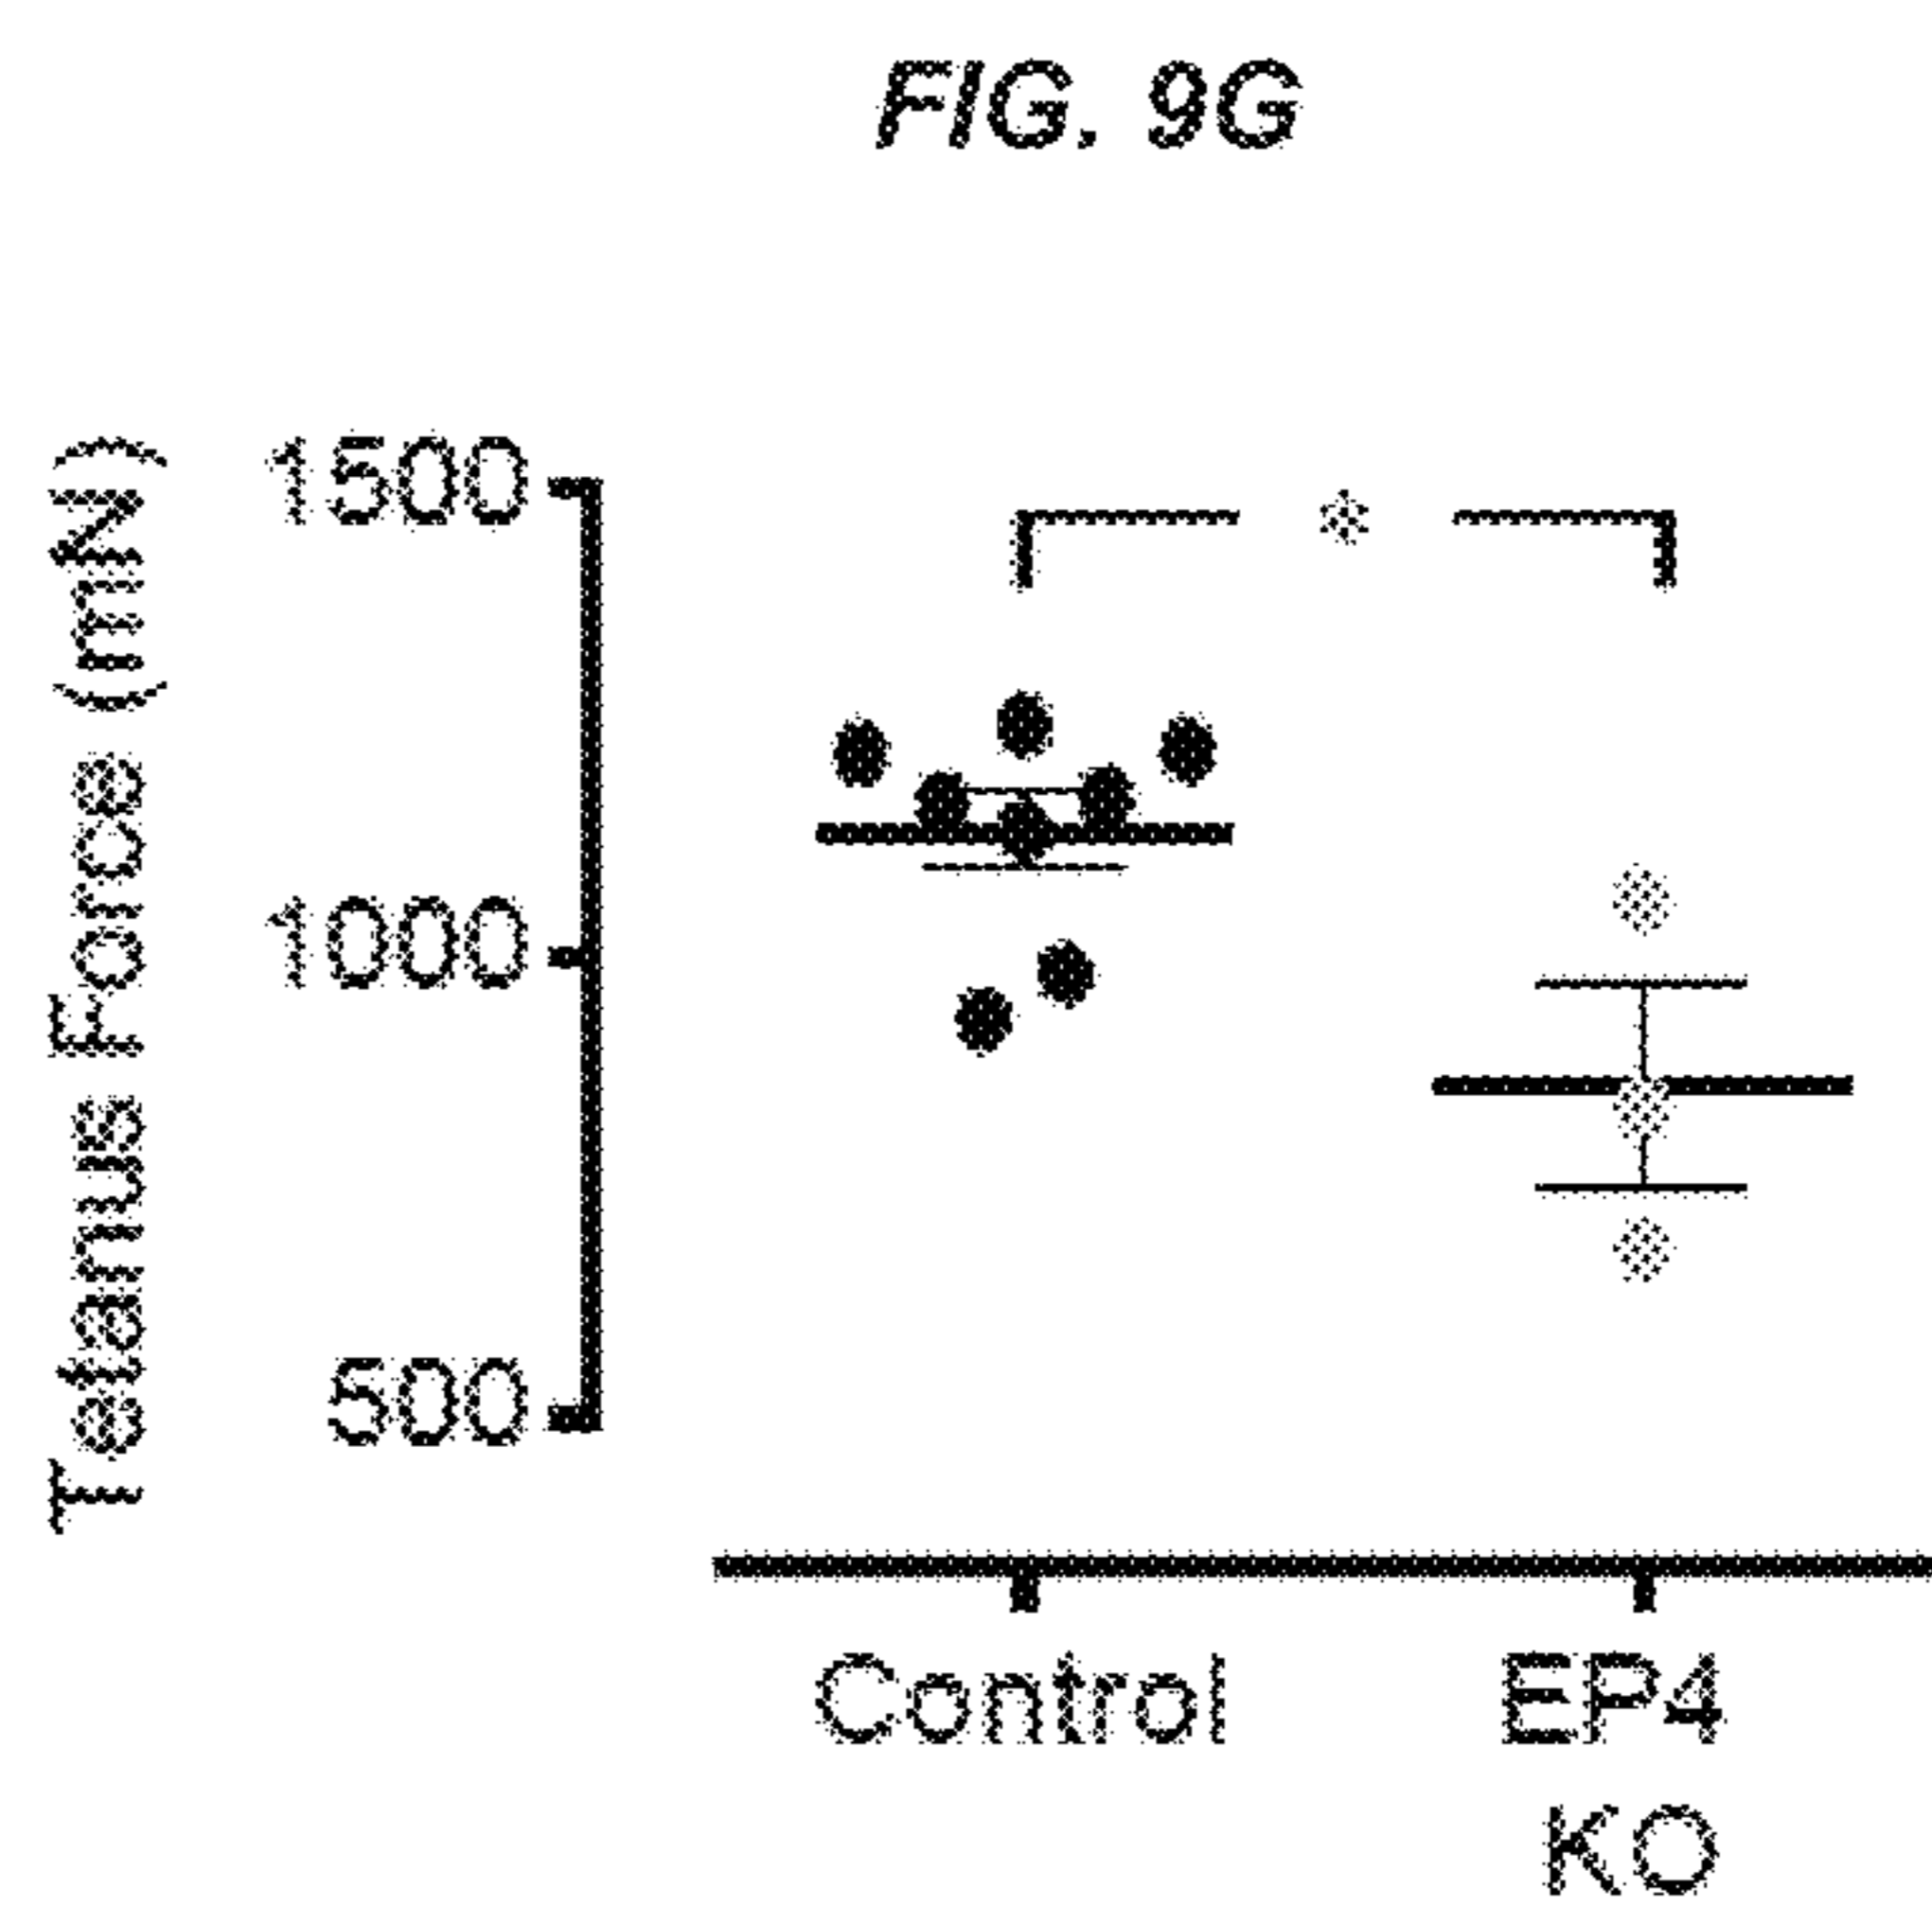 FIG. 9G
Tetanus Force (mN)
1500
*
1000
500
Control
EP4
KO